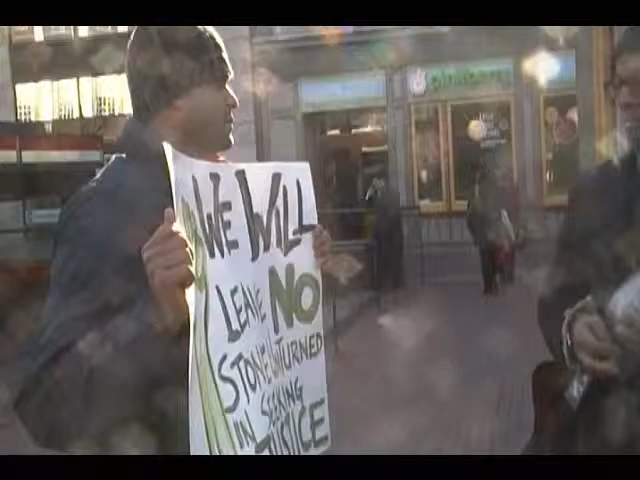 WE WILL
LEAVE NO
STONE UNTURNED
IN SEEKING
JUSTICE